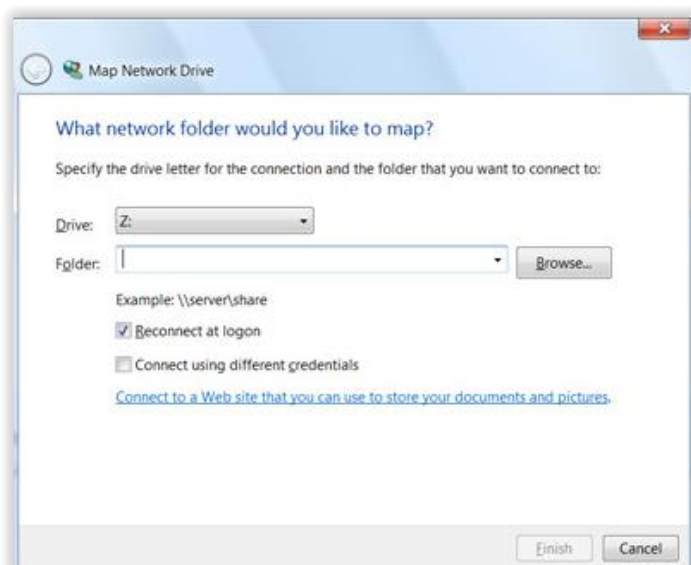 Map Network Drive
What network folder would you like to map?
Specify the drive letter for the connection and the folder that you want to connect to:
Drive: Z:
Folder: Browse...
Example: \\server\share
Reconnect at logon
Connect using different credentials
Connect to a Web site that you can use to store your documents and pictures.
Finish Cancel